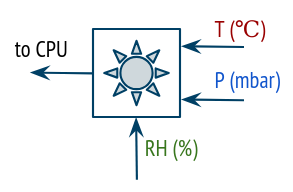 T (°C)
to CPU
P (mbar)
RH (%)